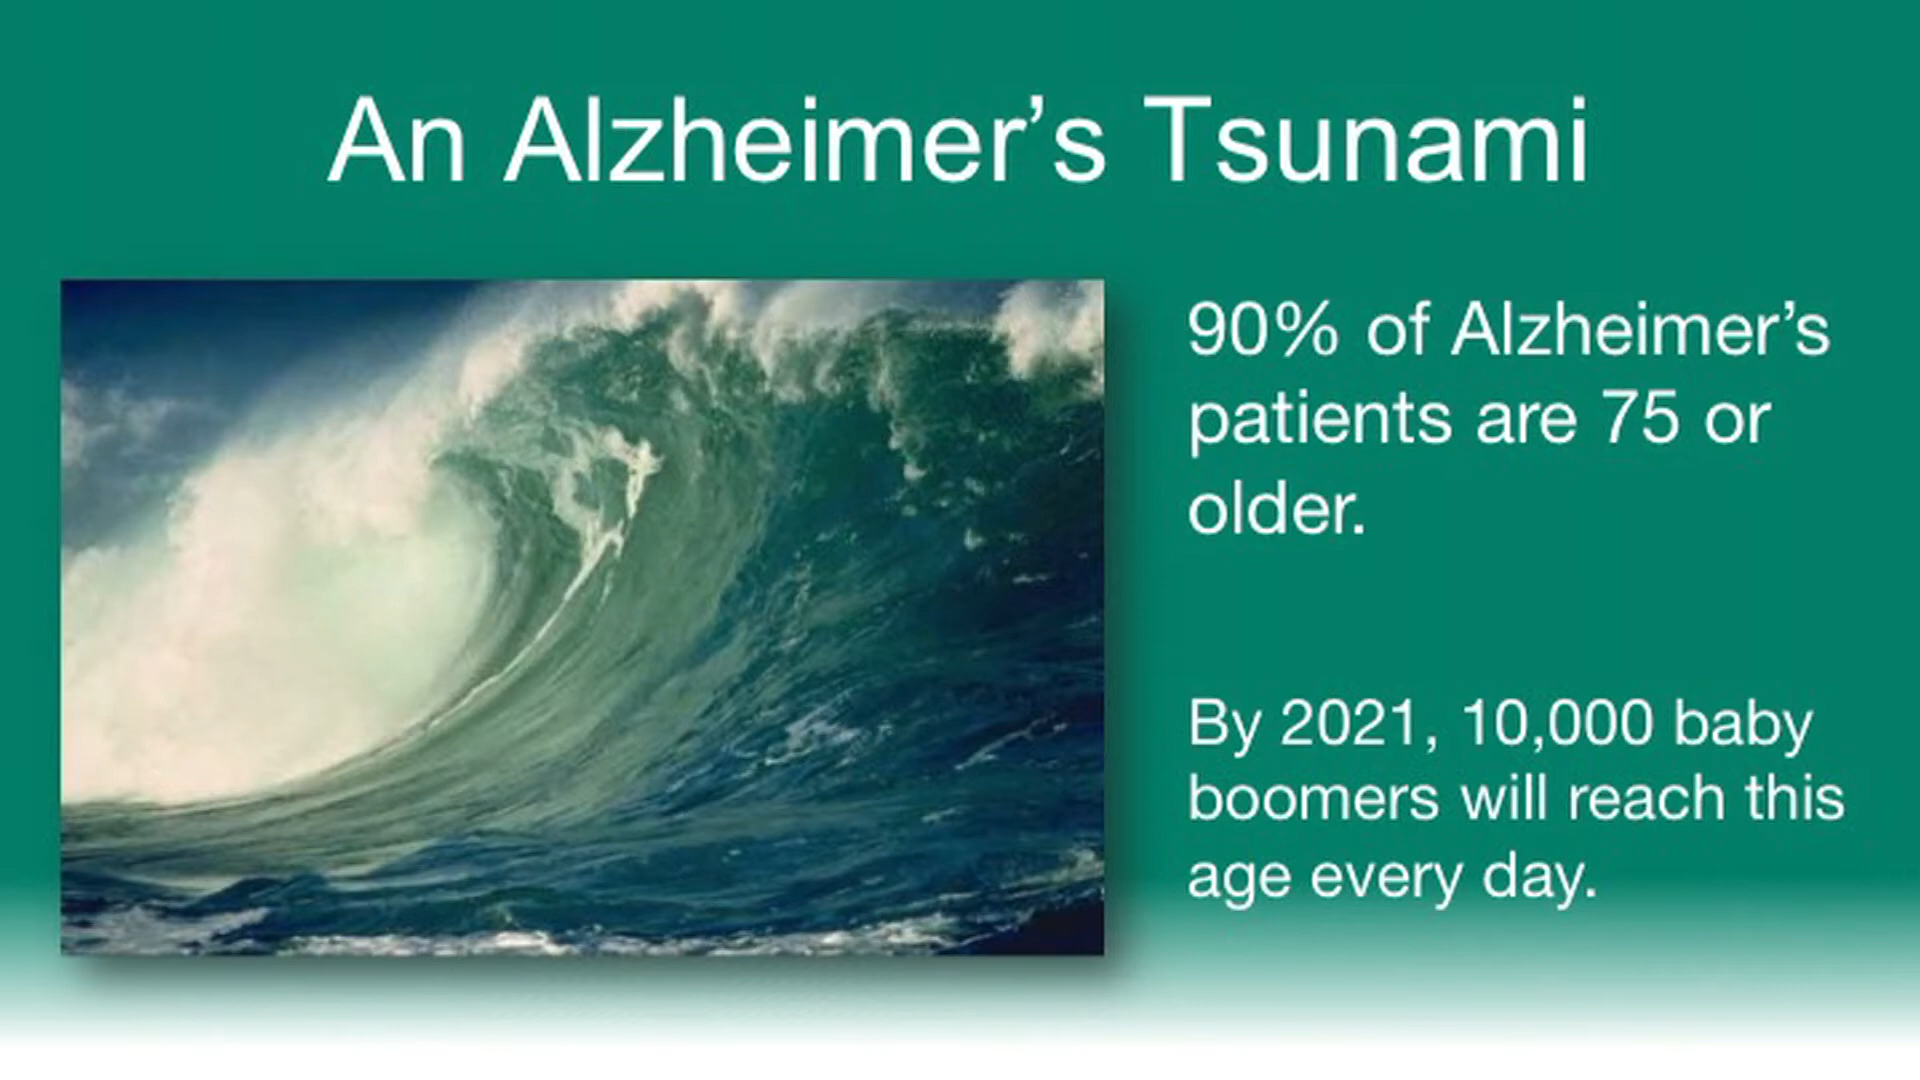 An Alzheimer’s Tsunami
90% of Alzheimer’s
patients are 75 or
older.
By 2021, 10,000 baby
boomers will reach this
age every day.